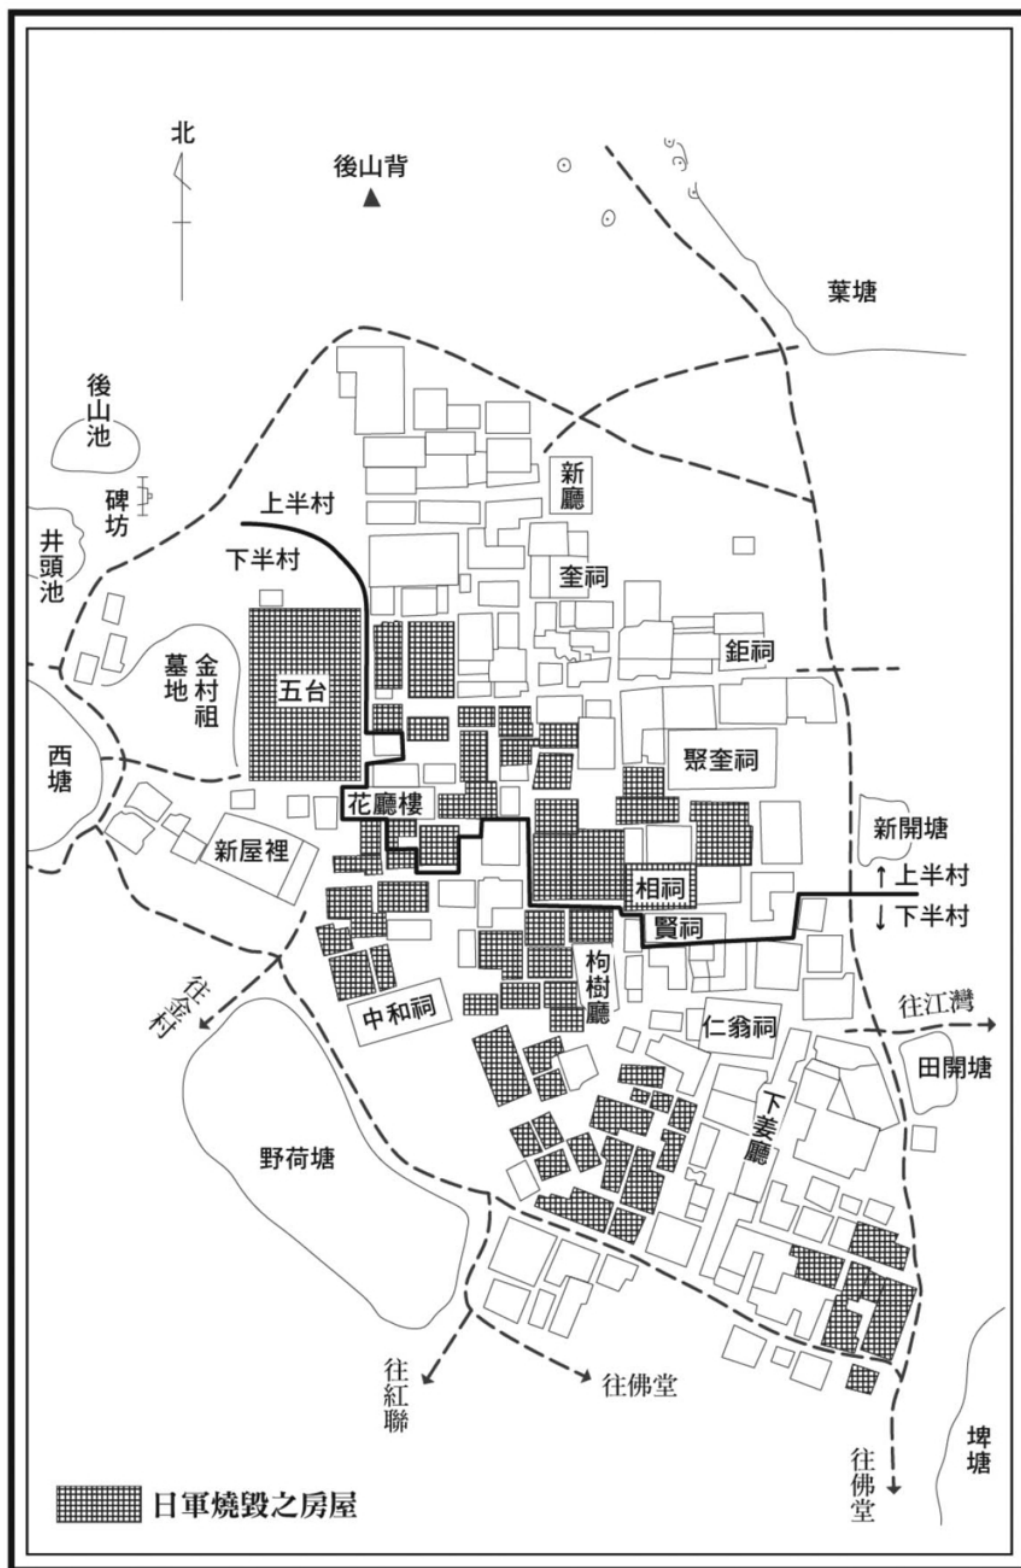 北
後山背
葉塘
後山池
碑坊
井頭池
上半村
下半村
新廳
奎祠
鉅祠
金村祖
墓地
五台
西塘
聚奎祠
花廳樓
新屋裡
新開塘
相祠
↑上半村
↓下半村
賢祠
枸樹廳
往金村
中和祠
仁翁祠
往江灣
田開塘
下姜廳
野荷塘
往紅聯
往佛堂
往佛堂
埤塘
日軍燒毀之房屋